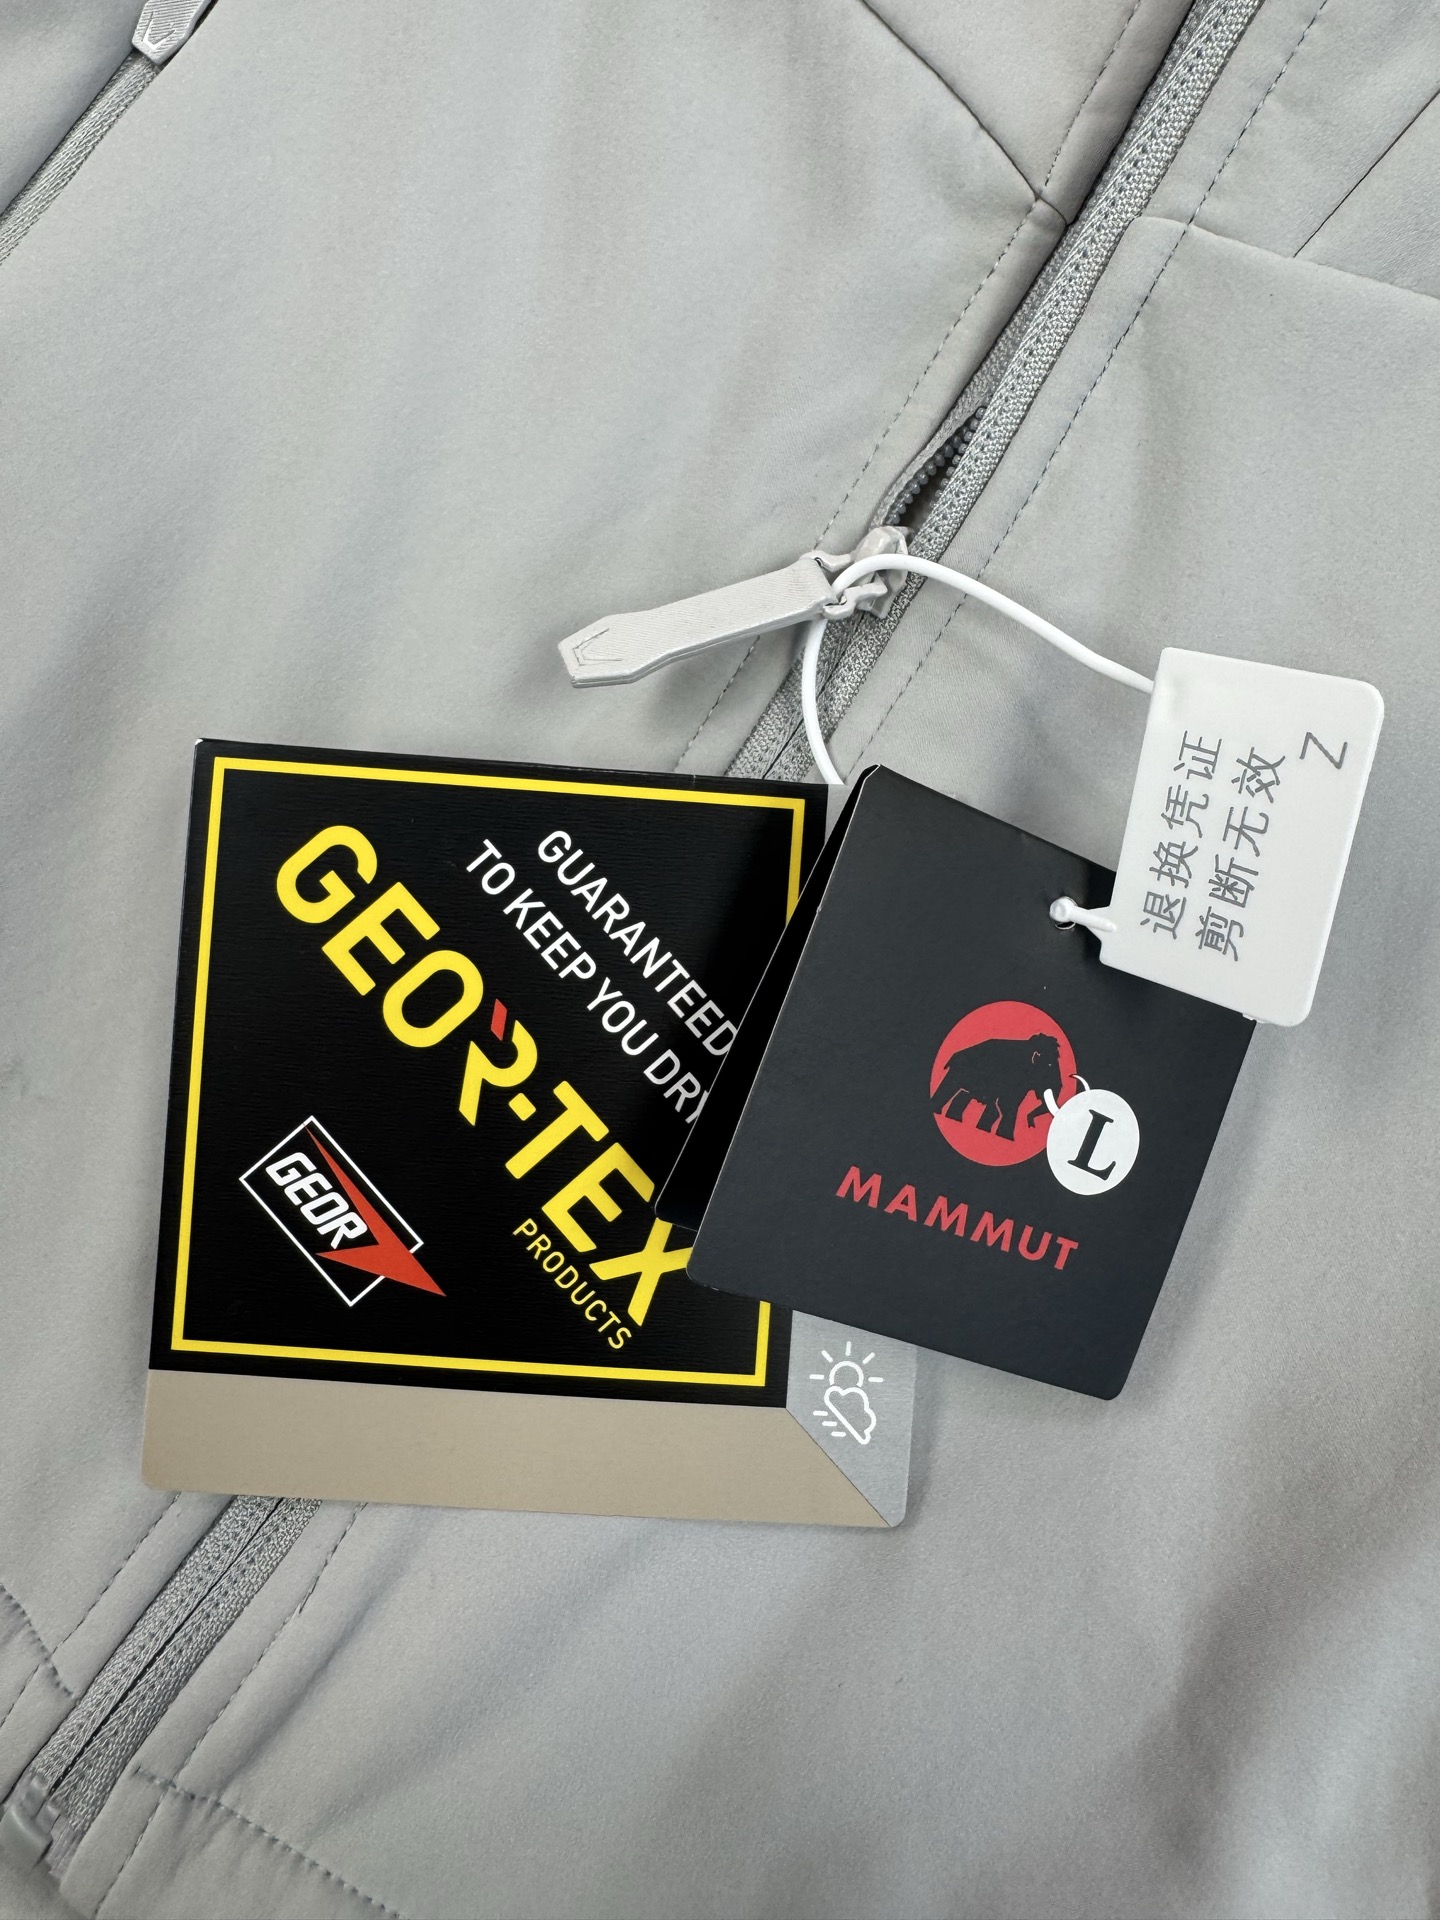 GUARANTEED
TO KEEP YOU DRY
GEOR-TEX
PRODUCTS
GEOR
MAMMUT
L
退换凭证
剪断无效
Z